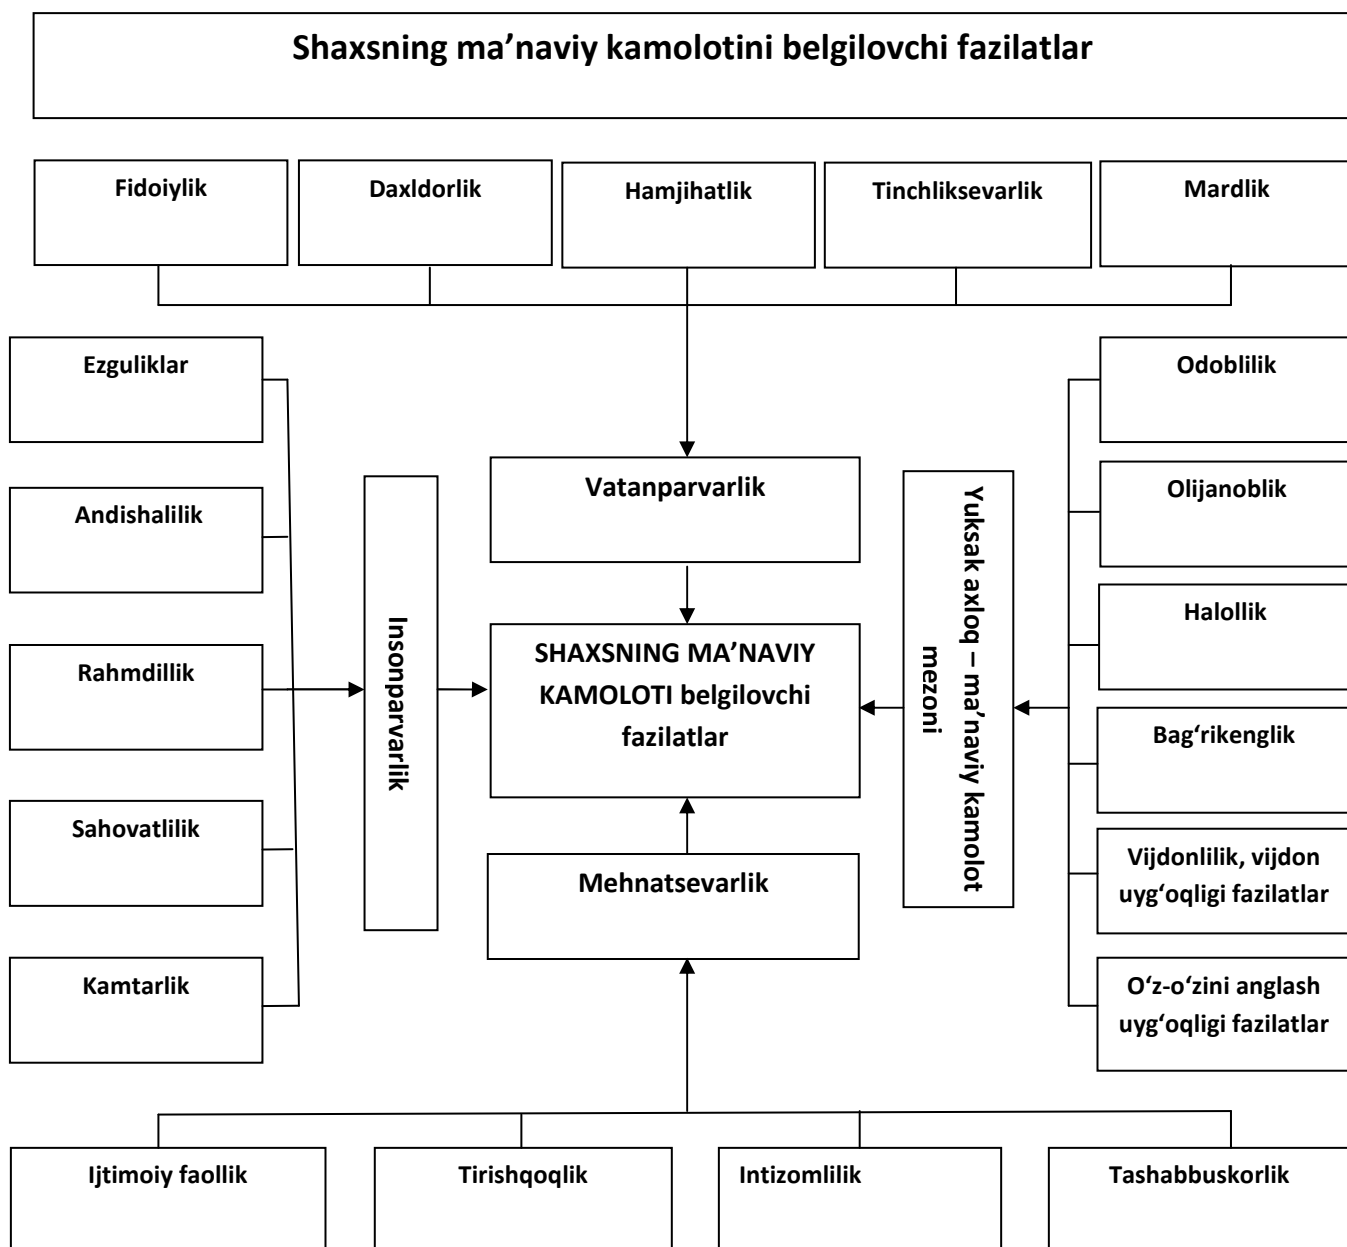 Shaxsning ma’naviy kamolotini belgilovchi fazilatlar
Fidoiylik
Daxldorlik
Hamjihatlik
Tinchliksevarlik
Mardlik
Ezguliklar
Andishalilik
Rahmdillik
Sahovatlilik
Kamtarlik
Insonparvarlik
Vatanparvarlik
SHAXSNING MA’NAVIY
KAMOLOTI belgilovchi
fazilatlar
Mehnatsevarlik
Yuksak axloq – ma’naviy kamolot
mezoni
Odoblilik
Olijanoblik
Halollik
Bag‘rikenglik
Vijdonlilik, vijdon
uyg‘oqligi fazilatlar
O‘z-o‘zini anglash
uyg‘oqligi fazilatlar
Ijtimoiy faollik
Tirishqoqlik
Intizomlilik
Tashabbuskorlik